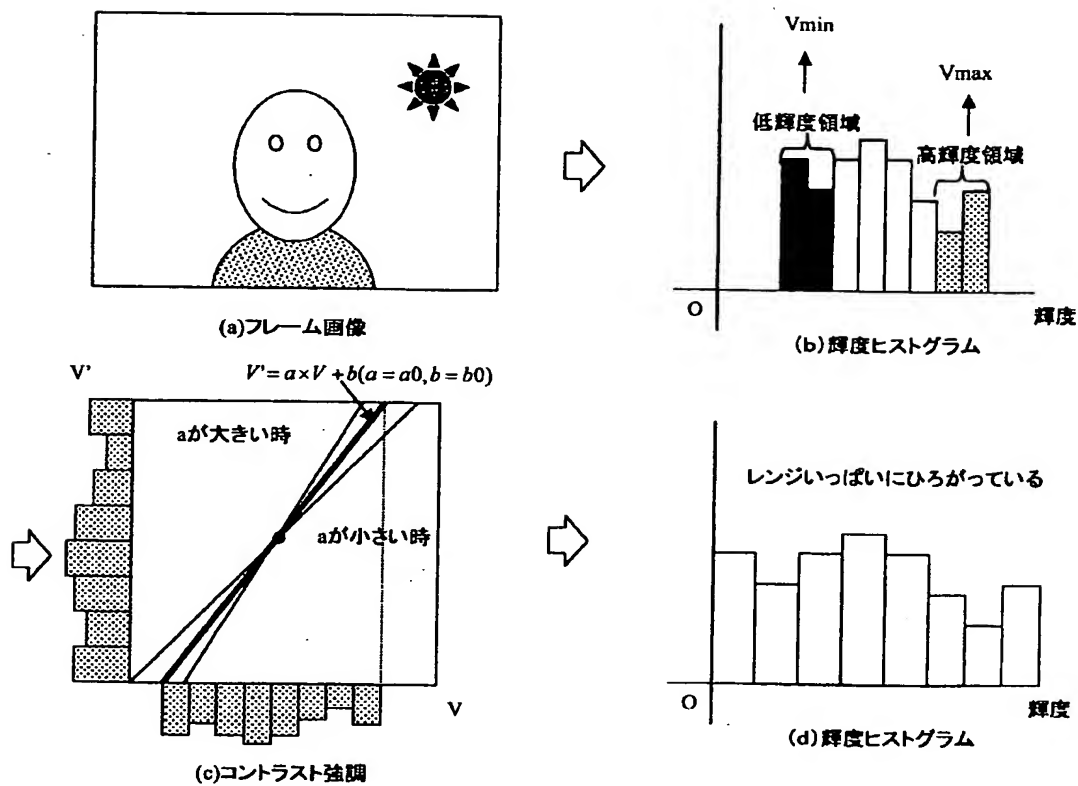 (a)フレーム画像
Vmin
Vmax
低輝度領域
高輝度領域
O
輝度
(b)輝度ヒストグラム
V'
V'= a×V +b(a = a0, b = b0)
aが大きい時
aが小さい時
V
(c)コントラスト強調
レンジいっぱいにひろがっている
O
輝度
(d)輝度ヒストグラム